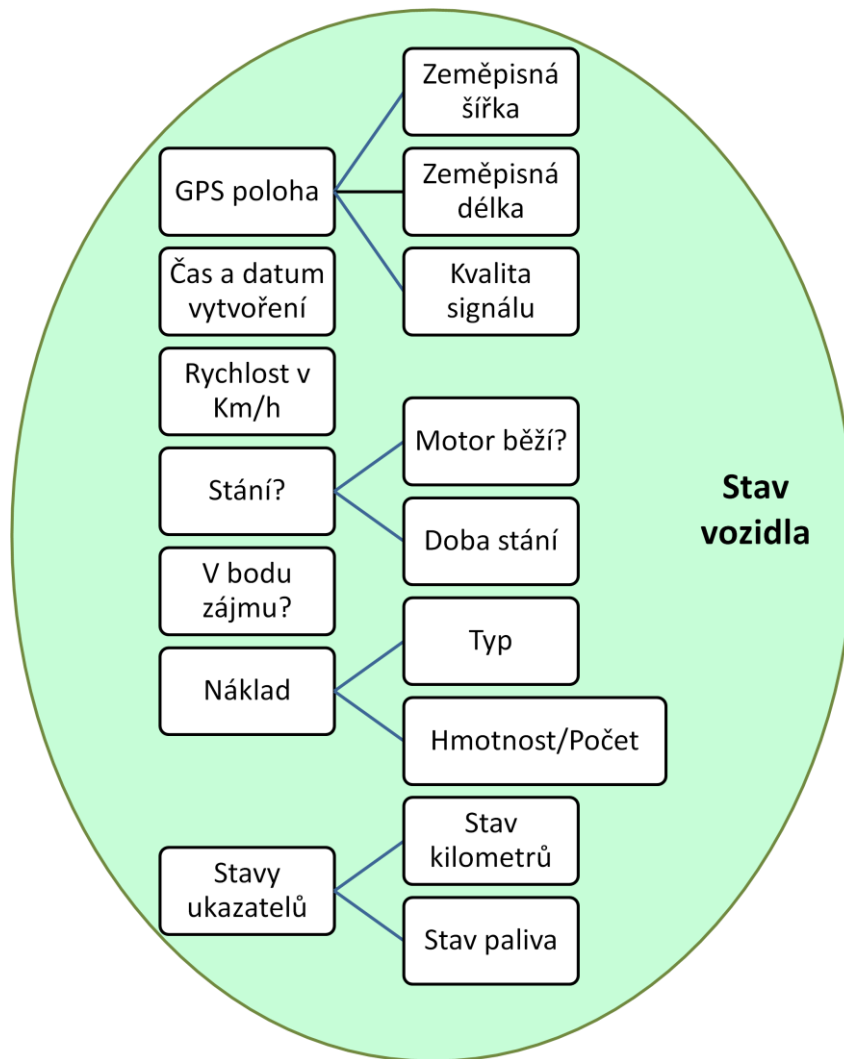 Zeměpisná
šířka
GPS poloha
Zeměpisná
délka
Čas a datum
vytvoření
Kvalita
signálu
Rychlost v
Km/h
Stání?
Motor běží?
Doba stání
Stav
vozidla
V bodu
zájmu?
Náklad
Typ
Hmotnost/Počet
Stavy
ukazatelů
Stav
kilometrů
Stav paliva